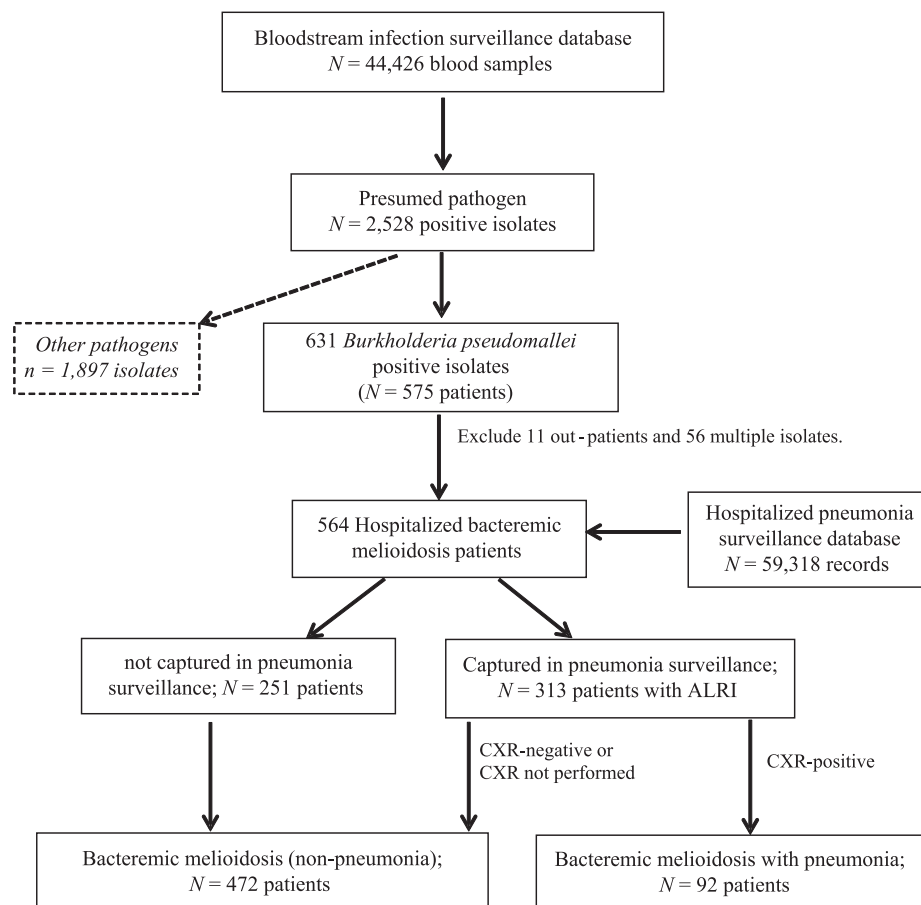 Bloodstream infection surveillance database
N = 44,426 blood samples
Presumed pathogen
N = 2,528 positive isolates
Other pathogens
n = 1,897 isolates
631 Burkholderia pseudomallei
positive isolates
(N = 575 patients)
Exclude 11 out-patients and 56 multiple isolates.
564 Hospitalized bacteremic
melioidosis patients
Hospitalized pneumonia
surveillance database
N = 59,318 records
not captured in pneumonia
surveillance; N = 251 patients
Captured in pneumonia surveillance;
N = 313 patients with ALRI
CXR-negative or
CXR not performed
CXR-positive
Bacteremic melioidosis (non-pneumonia);
N = 472 patients
Bacteremic melioidosis with pneumonia;
N = 92 patients